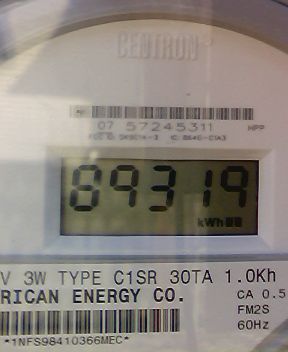 CENTRON
07 57245311 HPP
89319
kWh
V 3W TYPE C1SR 30TA 1.0Kh
RICAN ENERGY CO. CA 0.5
FM2S
60Hz
*1NFS98410366MEC*